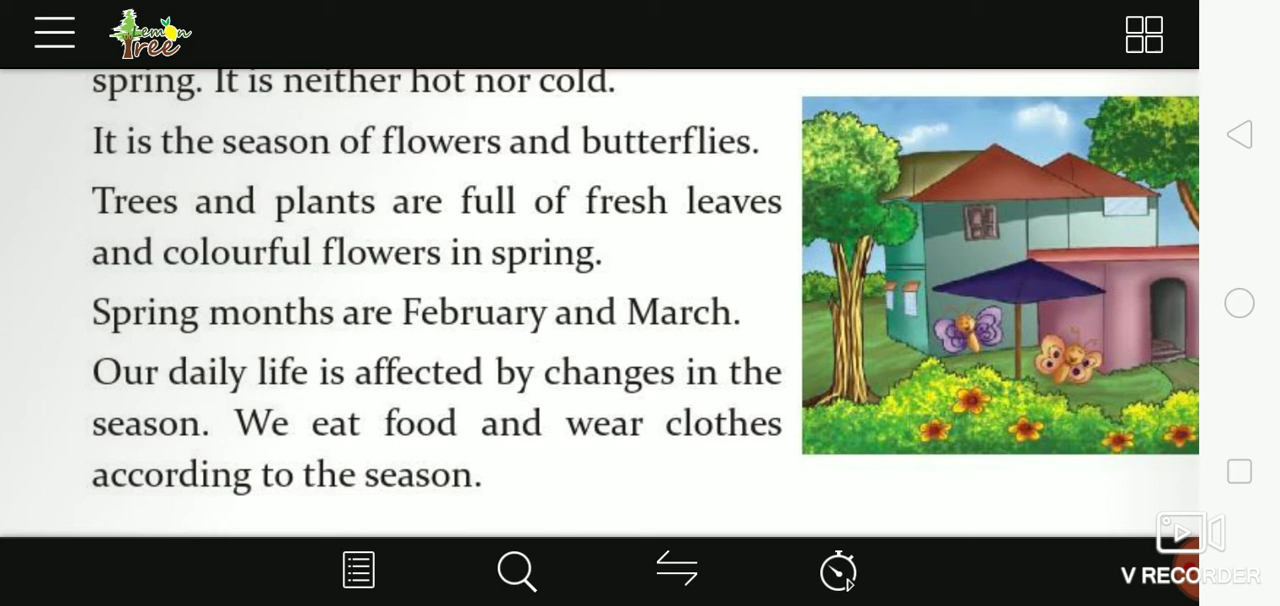 Lemon
Tree
spring. It is neither hot nor cold.
It is the season of flowers and butterflies.
Trees and plants are full of fresh leaves
and colourful flowers in spring.
Spring months are February and March.
Our daily life is affected by changes in the
season. We eat food and wear clothes
according to the season.
V RECORDER